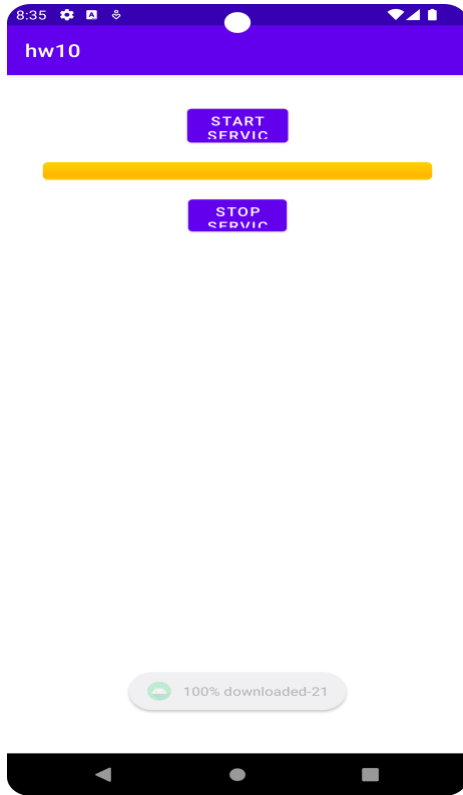 8:35
hw10
START
SERVIC
STOP
SERVIC
100% downloaded-21